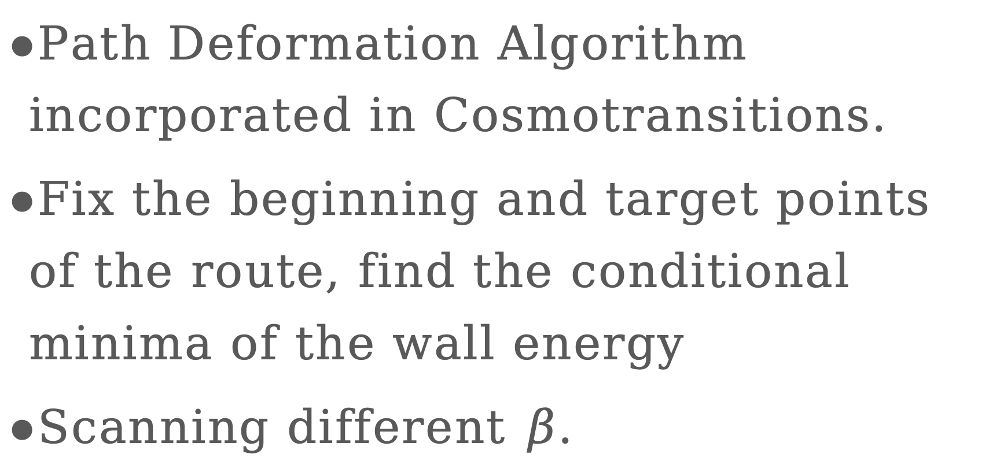 •Path Deformation Algorithm
incorporated in Cosmotransitions.
•Fix the beginning and target points
of the route, find the conditional
minima of the wall energy
•Scanning different β.